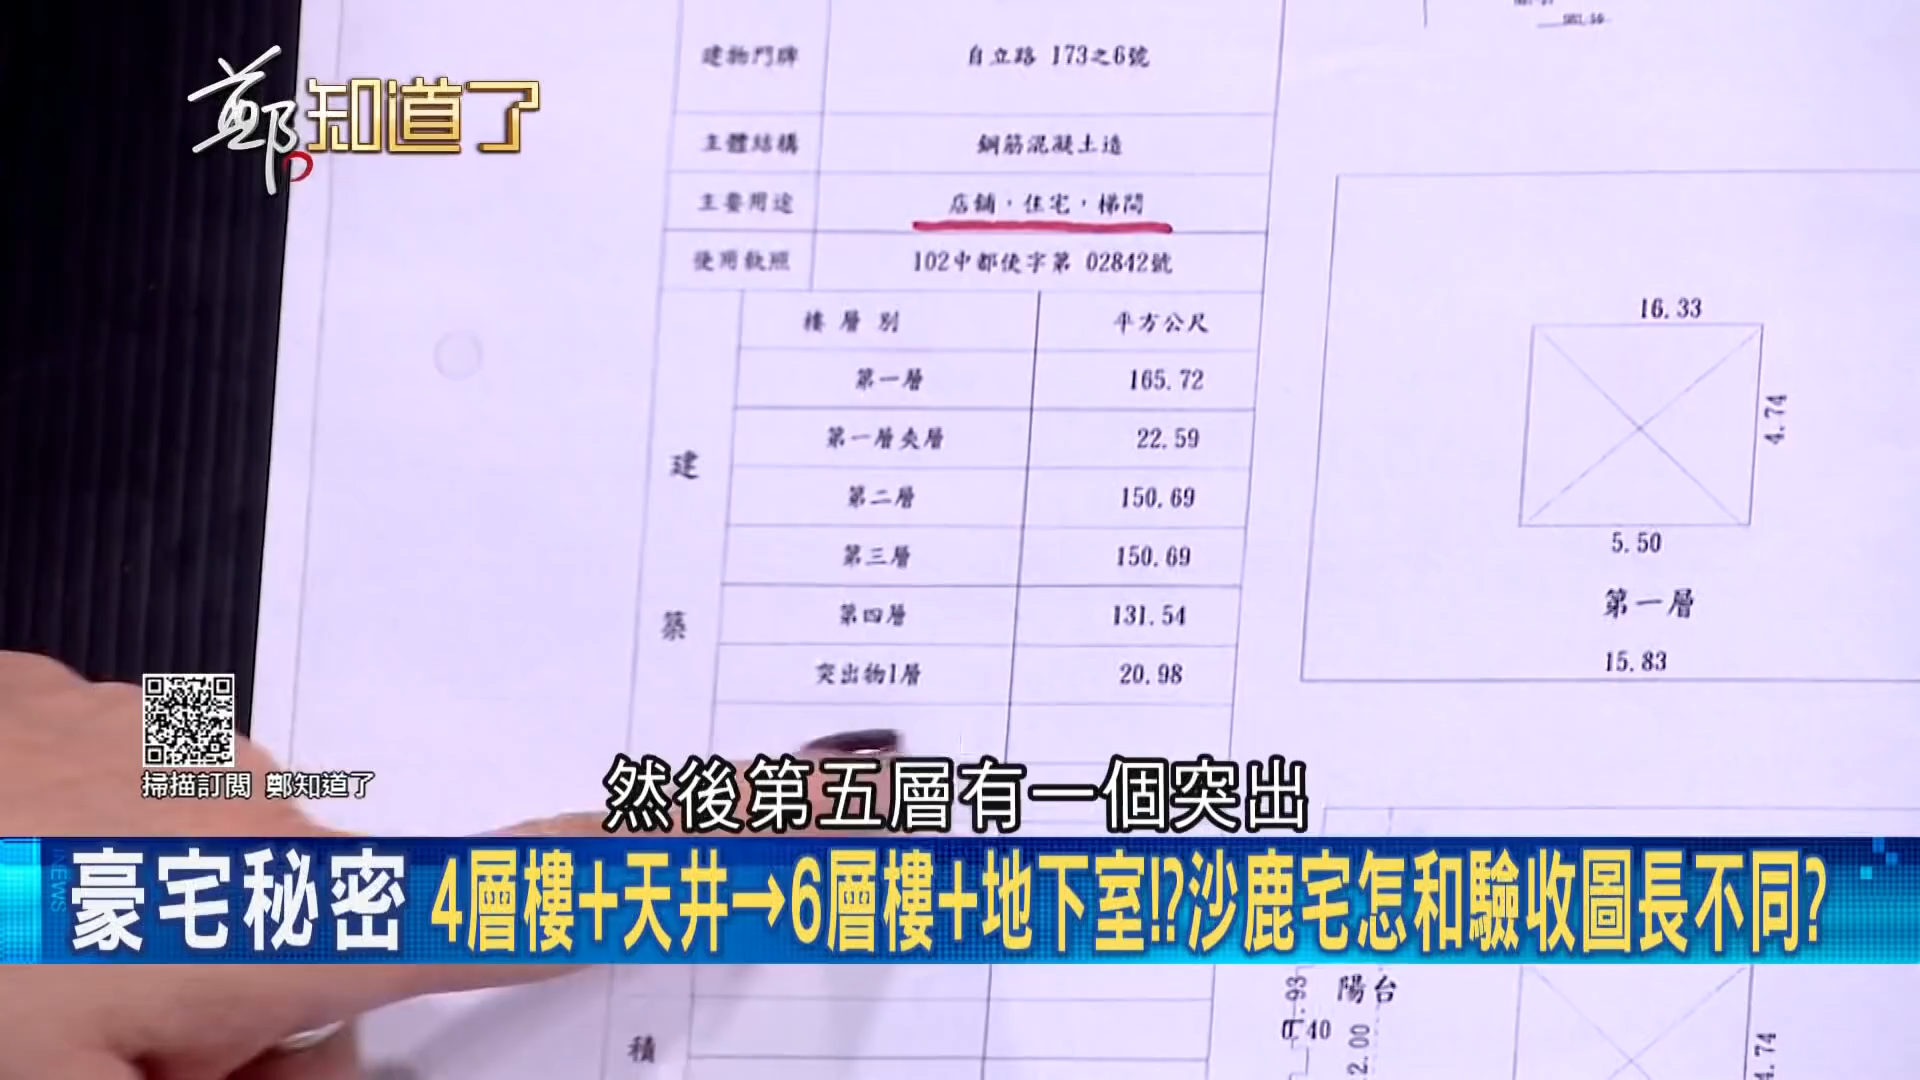 鄭知道了
建物門牌 自立路 173之6號
主體結構 鋼筋混凝土造
主要用途 店鋪，住宅，梯間
使用執照 102中都使字第 02842號
樓層別 平方公尺
第一層 165.72
第一層夾層 22.59
第二層 150.69
第三層 150.69
第四層 131.54
突出物1層 20.98
建
築
積
16.33
4.74
5.50
第一層
15.83
掃描訂閱 鄭知道了
然後第五層有一個突出
NEWS
豪宅秘密 4層樓+天井→6層樓+地下室!?沙鹿宅怎和驗收圖長不同?
陽台
2.00
4.74